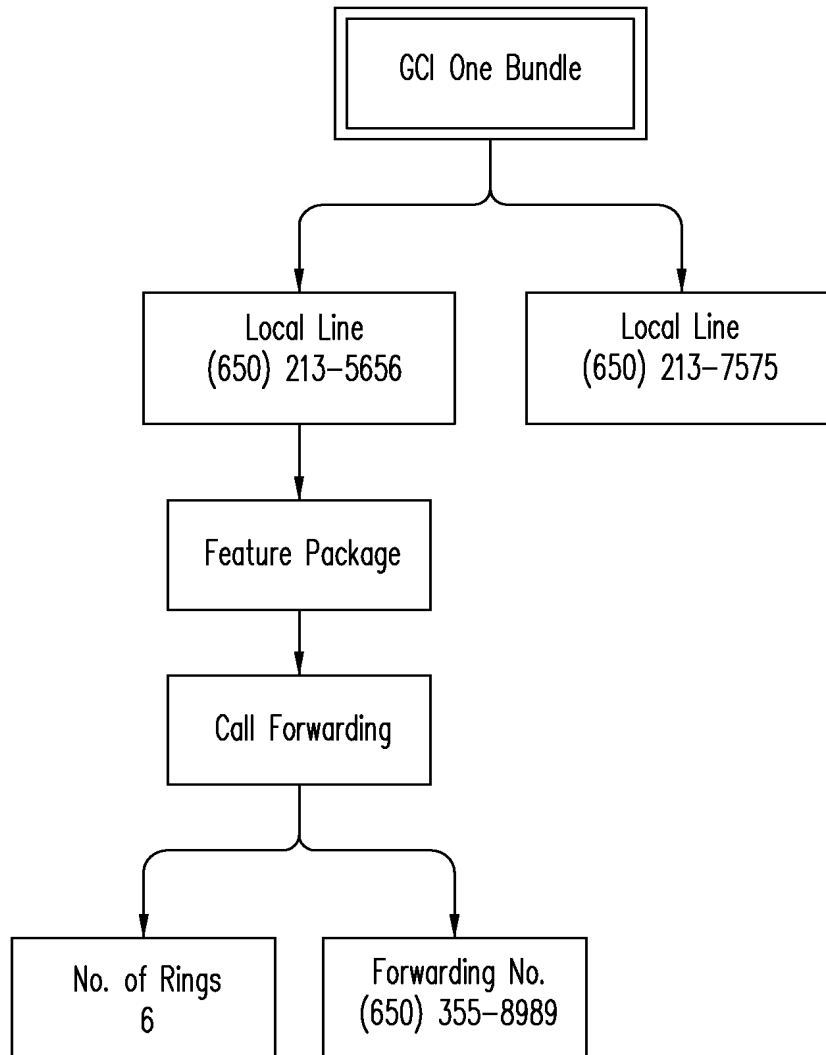 GCI One Bundle
Local Line
(650) 213-5656
Local Line
(650) 213-7575
Feature Package
Call Forwarding
No. of Rings
6
Forwarding No.
(650) 355-8989